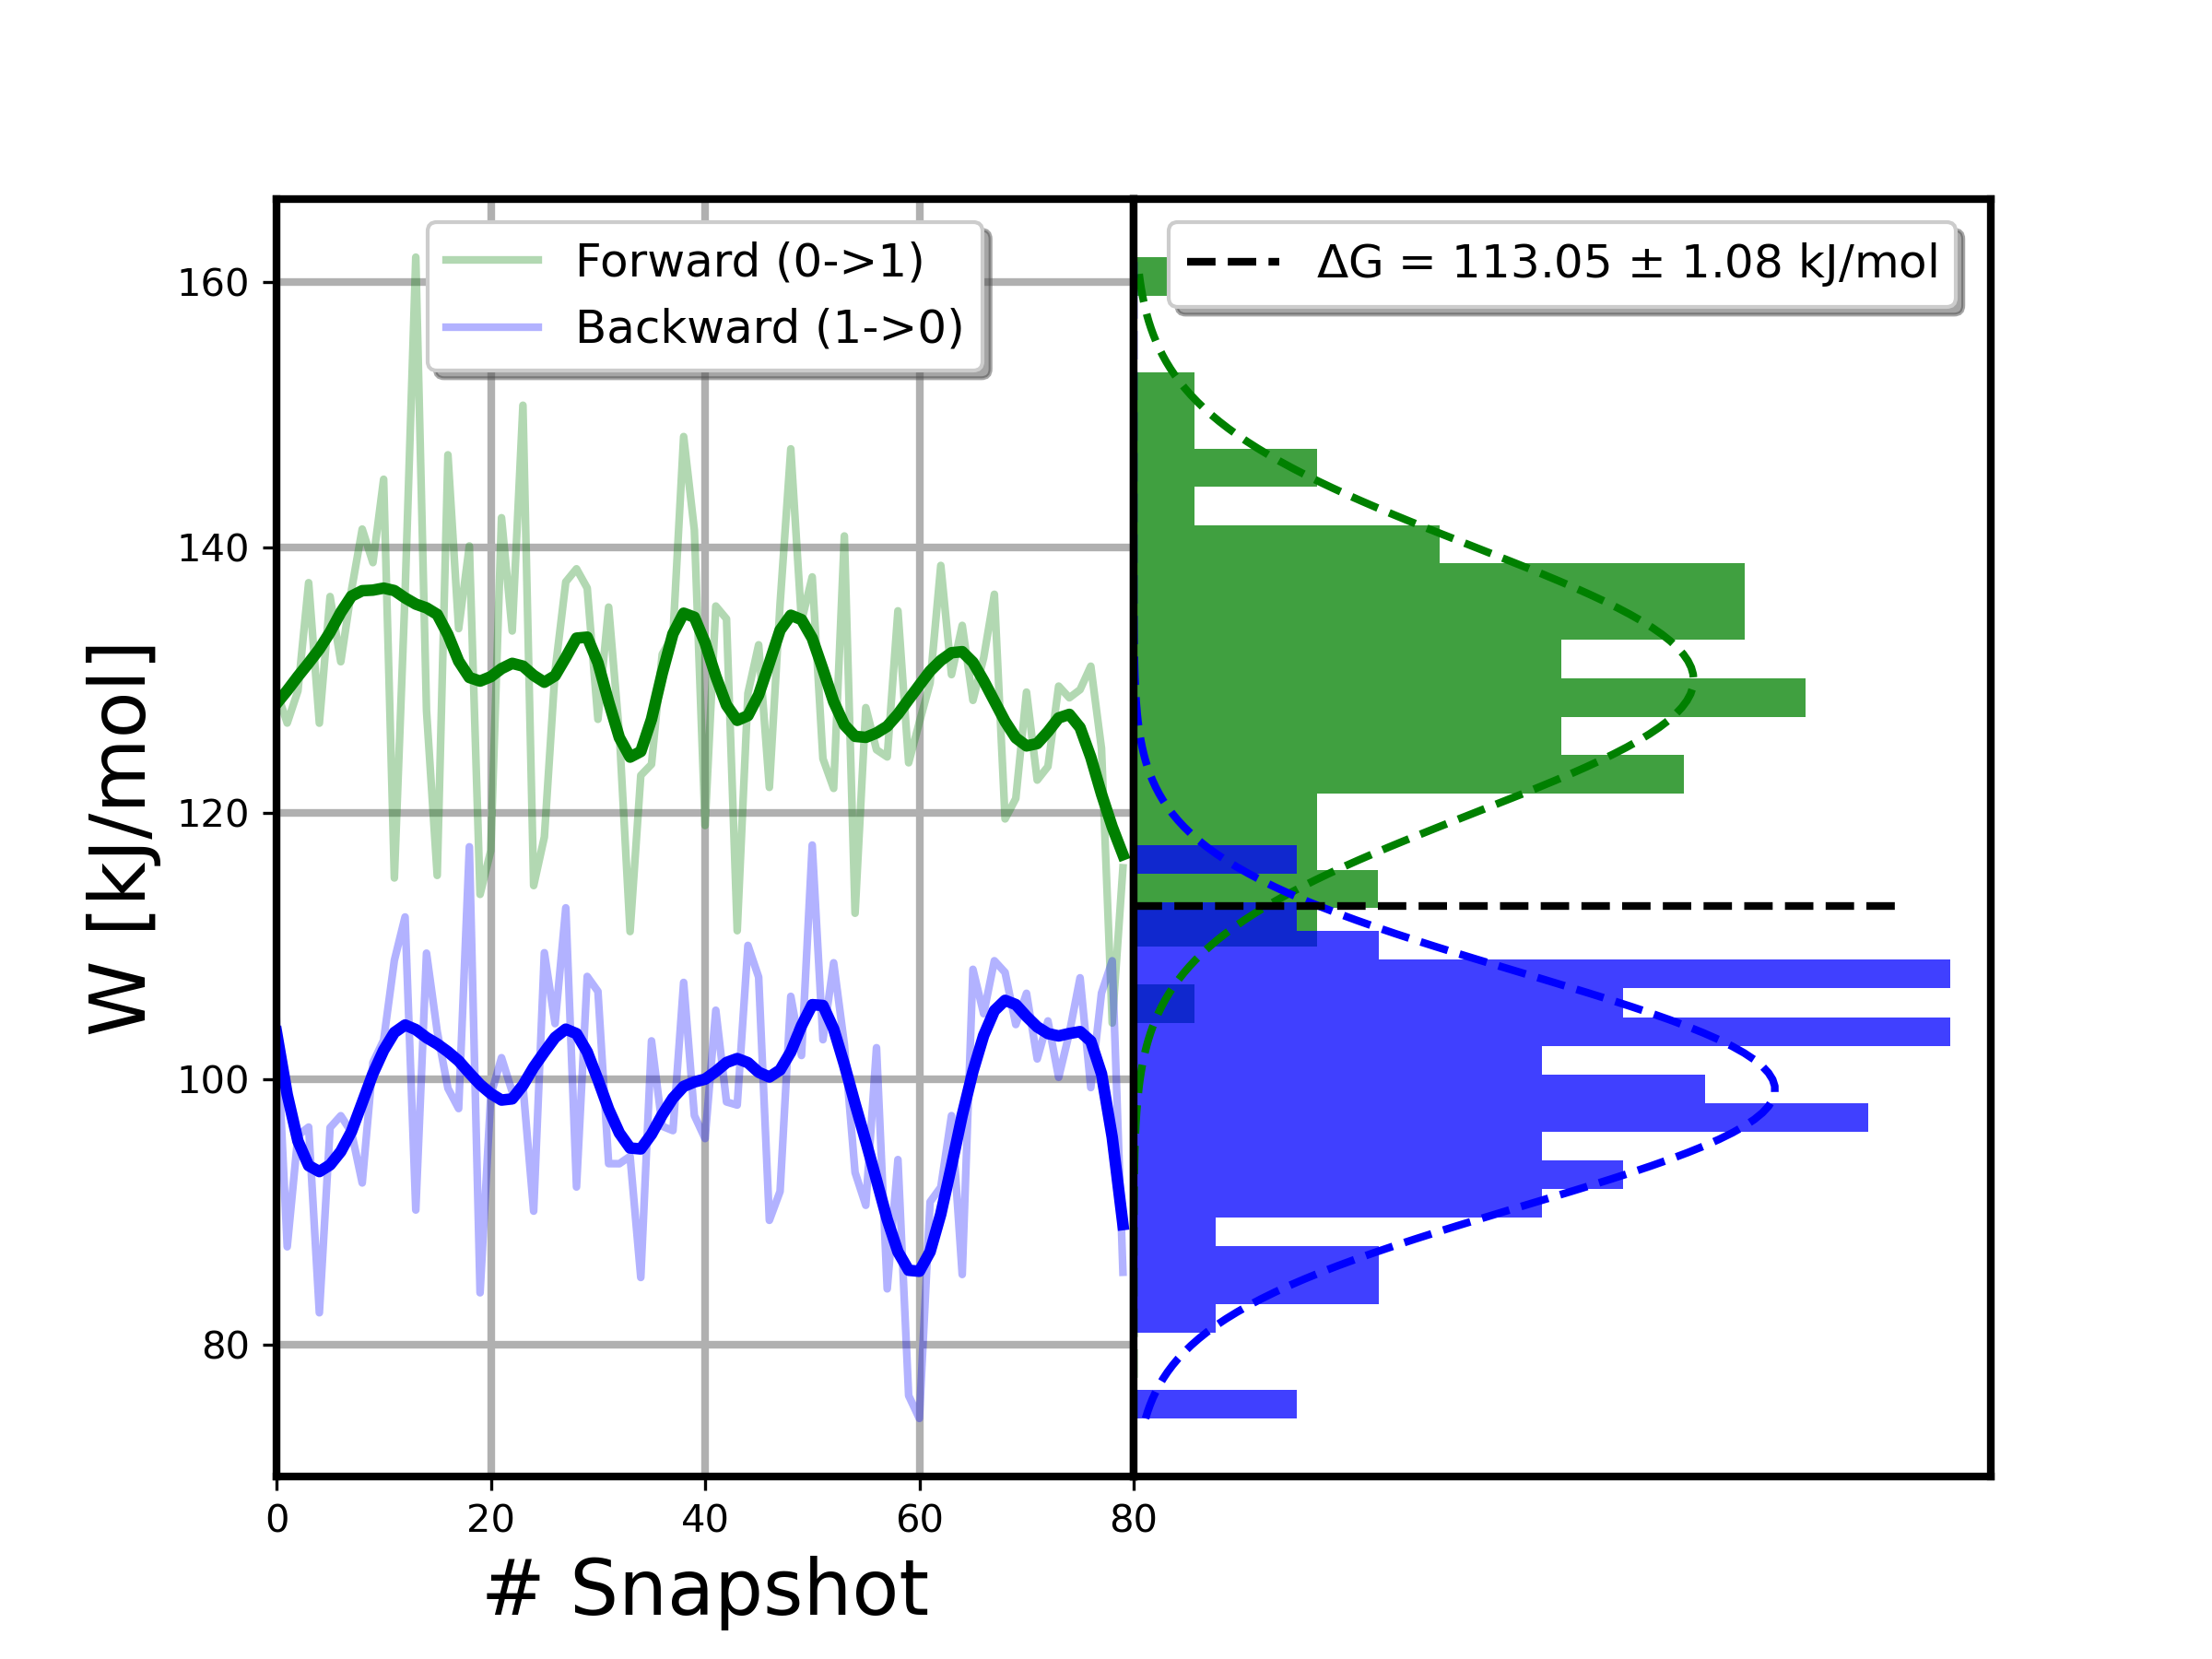 Forward (0->1)
Backward (1->0)
ΔG = 113.05 ± 1.08 kJ/mol
W [kJ/mol]
160
140
120
100
80
0 20 40 60 80
# Snapshot